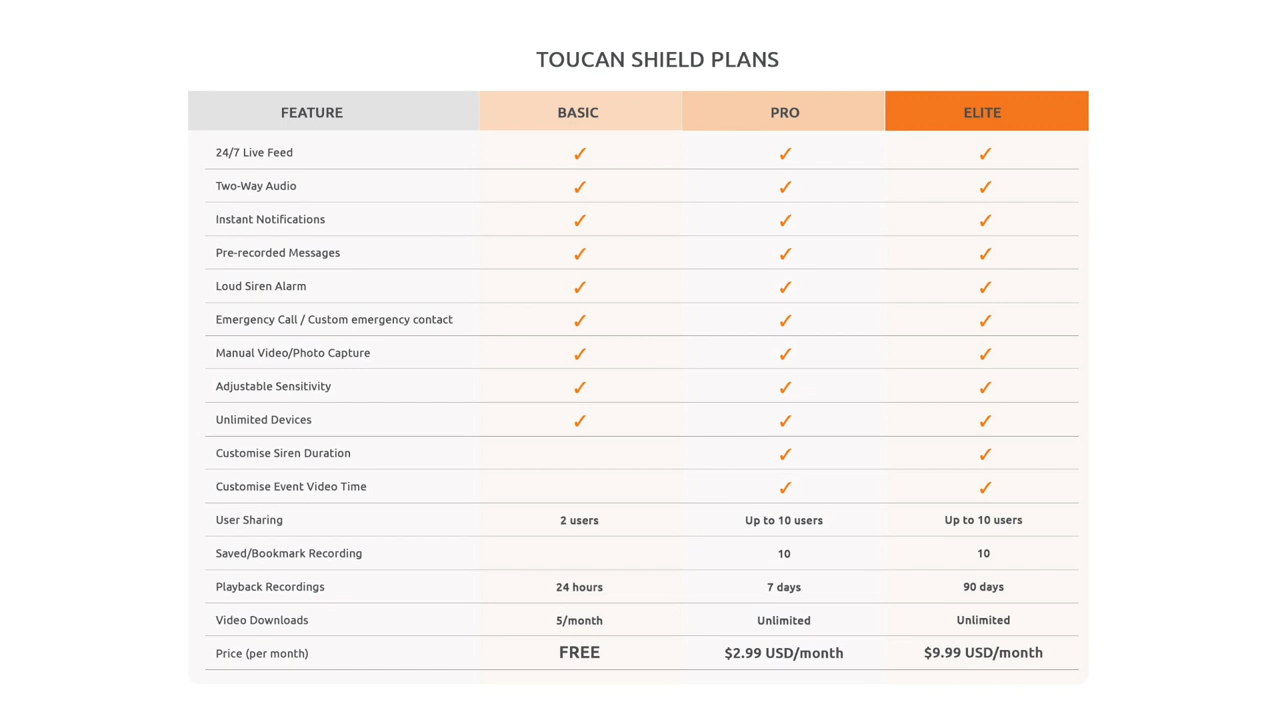 TOUCAN SHIELD PLANS
FEATURE BASIC PRO ELITE
24/7 Live Feed ✓ ✓ ✓
Two-Way Audio ✓ ✓ ✓
Instant Notifications ✓ ✓ ✓
Pre-recorded Messages ✓ ✓ ✓
Loud Siren Alarm ✓ ✓ ✓
Emergency Call / Custom emergency contact ✓ ✓ ✓
Manual Video/Photo Capture ✓ ✓ ✓
Adjustable Sensitivity ✓ ✓ ✓
Unlimited Devices ✓ ✓ ✓
Customise Siren Duration ✓ ✓
Customise Event Video Time ✓ ✓
User Sharing 2 users Up to 10 users Up to 10 users
Saved/Bookmark Recording 10 10
Playback Recordings 24 hours 7 days 90 days
Video Downloads 5/month Unlimited Unlimited
Price (per month) FREE $2.99 USD/month $9.99 USD/month